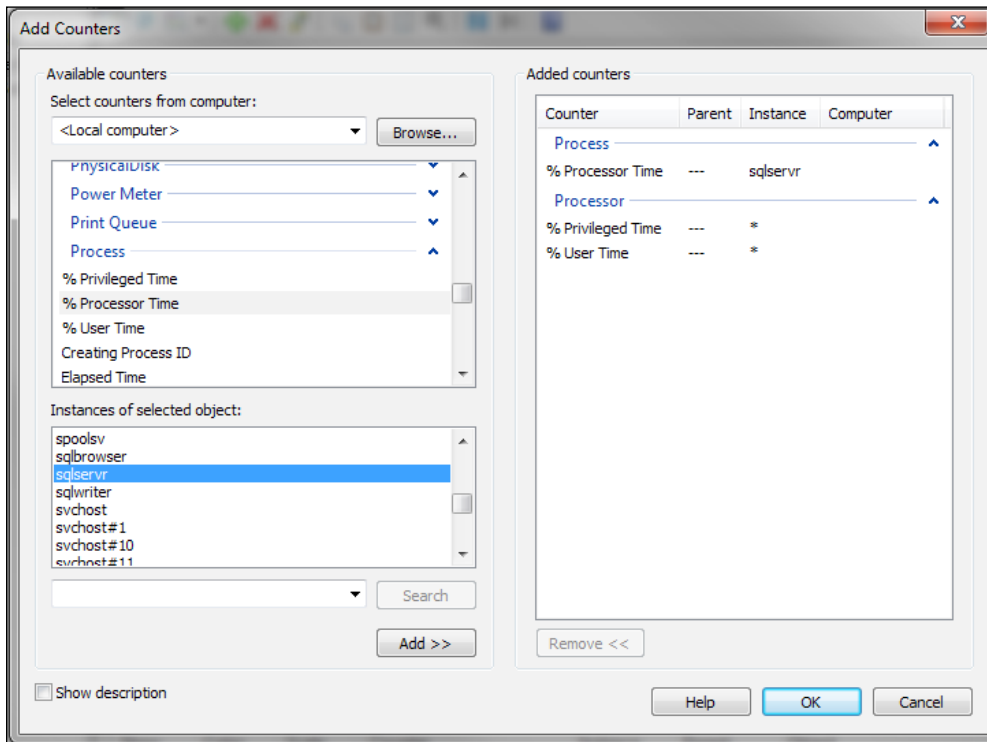 Add Counters
Available counters
Select counters from computer:
<Local computer>
Browse...
PhysicalDisk
Power Meter
Print Queue
Process
% Privileged Time
% Processor Time
% User Time
Creating Process ID
Elapsed Time
Instances of selected object:
spoolsv
sqlbrowser
sqlservr
sqlwriter
svchost
svchost#1
svchost#10
svchost#11
Search
Add >>
Show description
Added counters
Counter Parent Instance Computer
Process
% Processor Time --- sqlservr
Processor
% Privileged Time --- *
% User Time --- *
Remove <<
Help OK Cancel